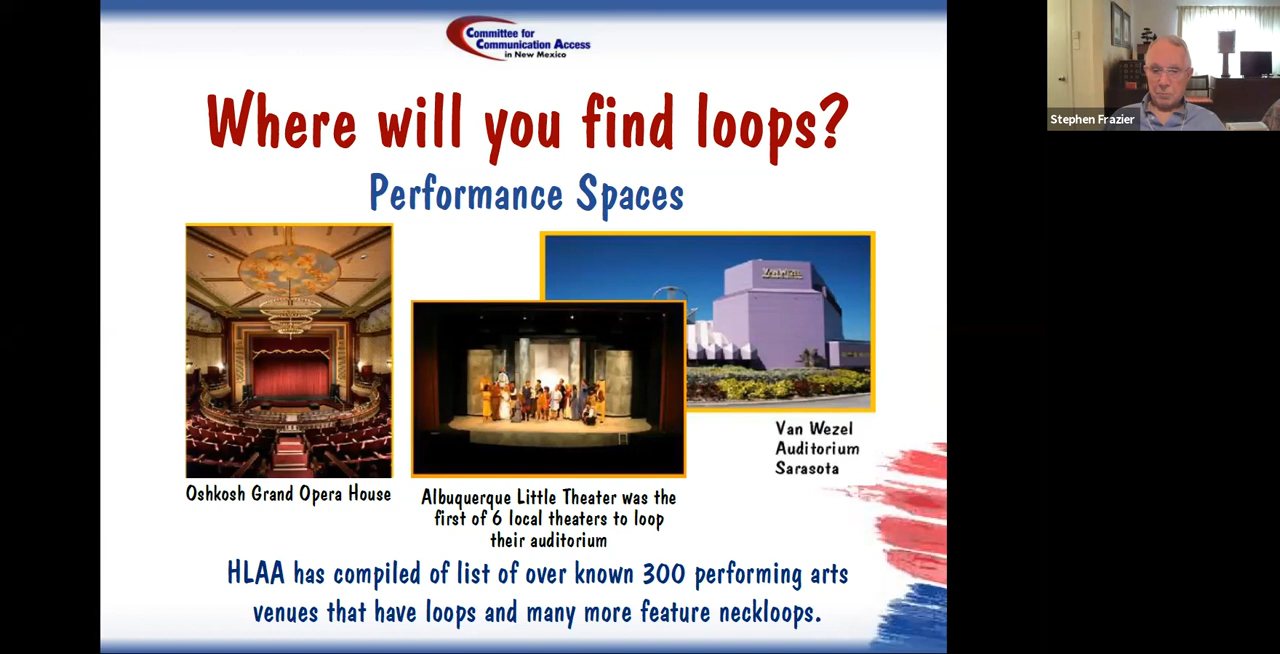 Committee for
Communication Access
in New Mexico
Where will you find loops?
Performance Spaces
Oshkosh Grand Opera House
Albuquerque Little Theater was the
first of 6 local theaters to loop
their auditorium
Van Wezel
Auditorium
Sarasota
HLAA has compiled of list of over known 300 performing arts
venues that have loops and many more feature neckloops.
Stephen Frazier